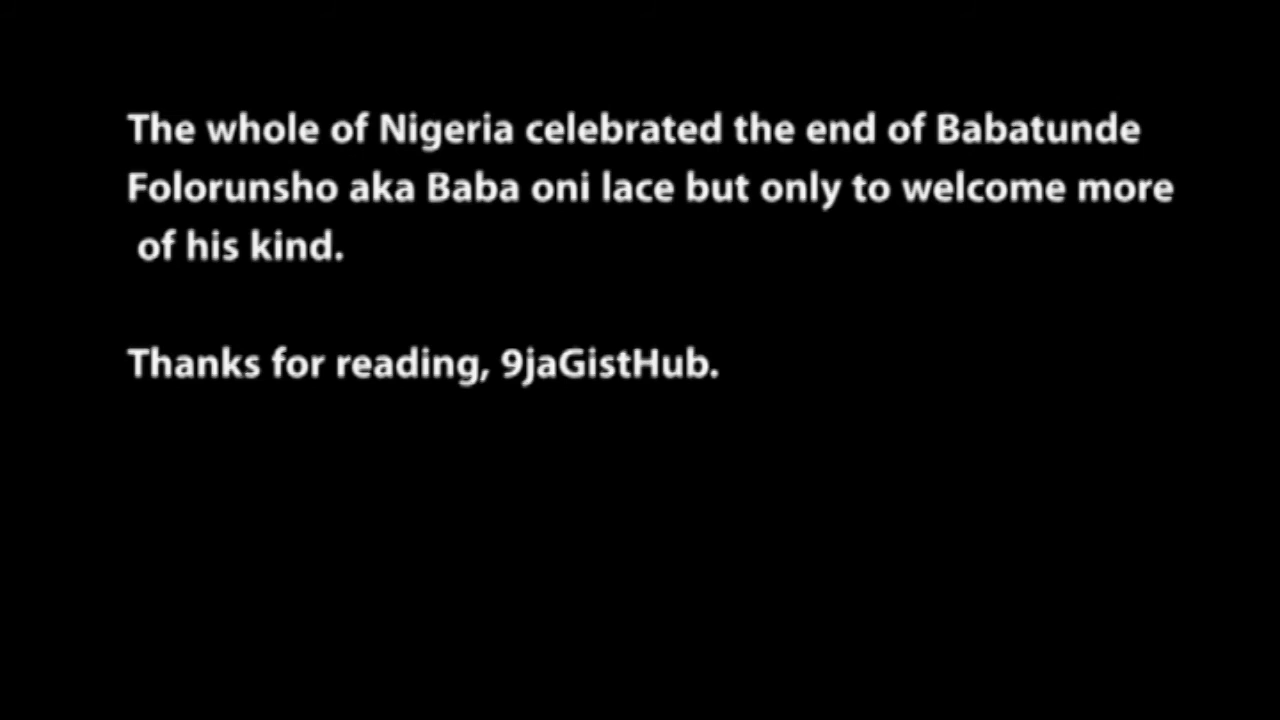 The whole of Nigeria celebrated the end of Babatunde
Folorunsho aka Baba oni lace but only to welcome more
of his kind.
Thanks for reading, 9jaGistHub.